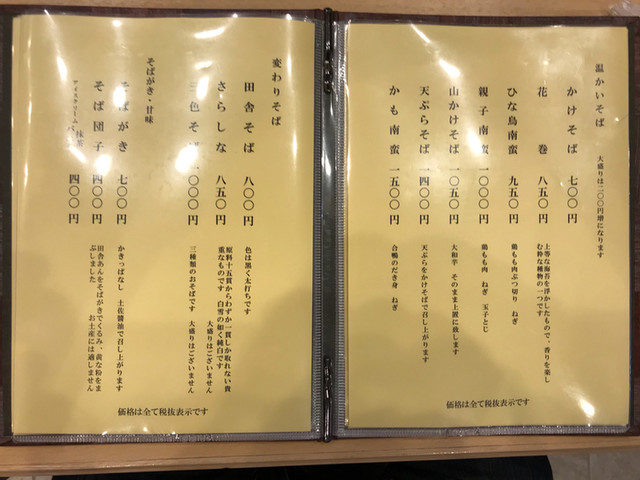 温かいそば 大盛りは二〇〇円増になります
かけそば 七〇〇円
花巻 八五〇円 上等な海苔を浮かしたもので、香りを楽し
む粋な種物の一つです
ひな鳥南蛮 九五〇円 鶏もも肉ぶつ切り ねぎ
親子南蛮 一〇〇〇円 鶏もも肉 ねぎ 玉子とじ
山かけそば 一〇五〇円 大和芋 そのまま上置に致します
天ぷらそば 一四〇〇円 天ぷらをかけそばで召し上がります
かも南蛮 一五〇〇円 合鴨のだき身 ねぎ
価格は全て税抜表示です
変わりそば
田舎そば 八〇〇円 色は黒く太打ちです
さらしな 八五〇円 原料十五貫からわずか一貫しか取れない貴
重なものです 白雪の如く純白です
大盛りはございません
三色そば 一〇〇〇円 三種類のおそばです 大盛りはございません
そばがき・甘味
そばがき 七〇〇円 かきっぱなし 土佐醤油で召し上がります
そば団子 四〇〇円 田舎あんをそばがきでくるみ、黄な粉をま
ぶしました お土産には適しません
アイスクリーム 抹茶 四〇〇円
価格は全て税抜表示です